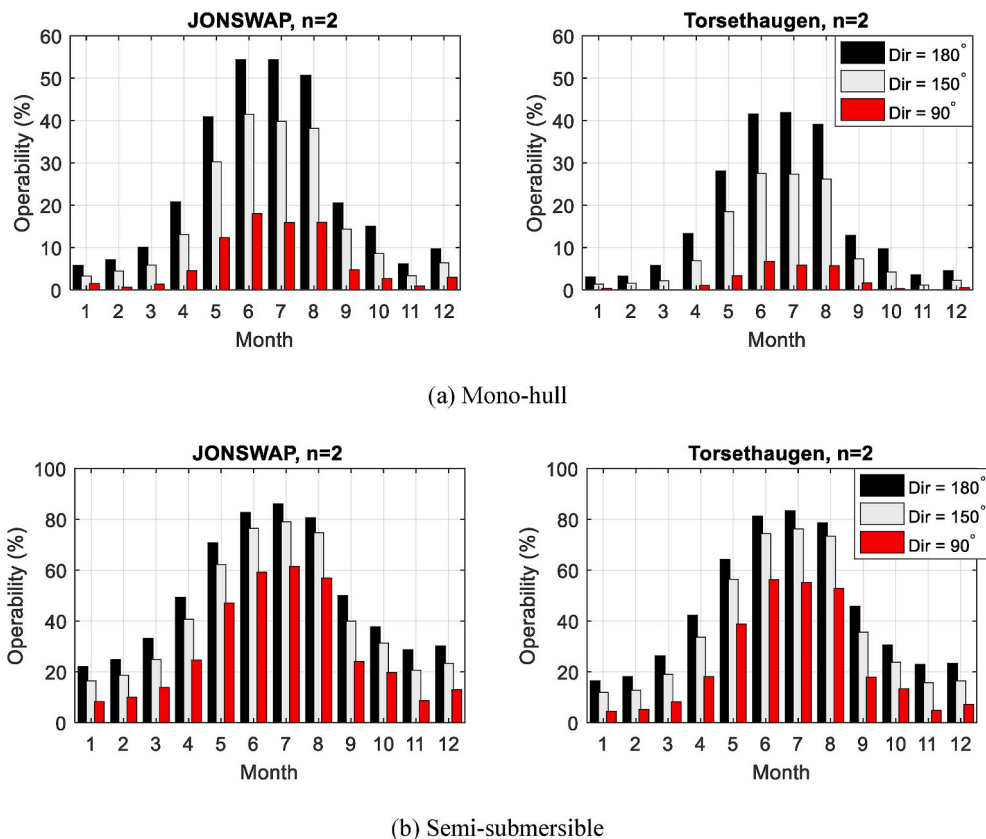 JONSWAP, n=2
Operability (%)
60
50
40
30
20
10
0
1 2 3 4 5 6 7 8 9 10 11 12
Month
Torsethaugen, n=2
Dir = 180°
Dir = 150°
Dir = 90°
Operability (%)
60
50
40
30
20
10
0
1 2 3 4 5 6 7 8 9 10 11 12
Month
(a) Mono-hull
JONSWAP, n=2
Operability (%)
100
80
60
40
20
0
1 2 3 4 5 6 7 8 9 10 11 12
Month
Torsethaugen, n=2
Dir = 180°
Dir = 150°
Dir = 90°
Operability (%)
100
80
60
40
20
0
1 2 3 4 5 6 7 8 9 10 11 12
Month
(b) Semi-submersible